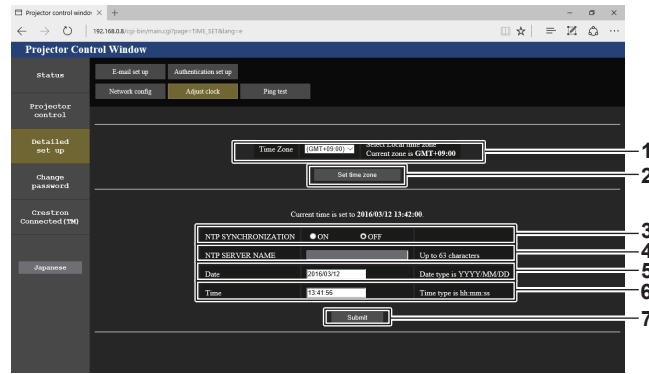 Projector control window
192.168.0.8/cgi-bin/main.cgi?page=TIME_SET&lang=e
Projector Control Window
Status
E-mail set up
Authentication set up
Network config
Adjust clock
Ping test
Projector
control
Detailed
set up
Change
password
Crestron
Connected(TM)
Japanese
Time Zone
(GMT+09:00)
Select Local time zone
Current zone is GMT+09:00
1
Set time zone
2
Current time is set to 2016/03/12 13:42:00.
NTP SYNCHRONIZATION ON OFF
3
NTP SERVER NAME Up to 63 characters
4
Date 2016/03/12 Date type is YYYY/MM/DD
5
Time 13:41:56 Time type is hh:mm:ss
6
Submit
7